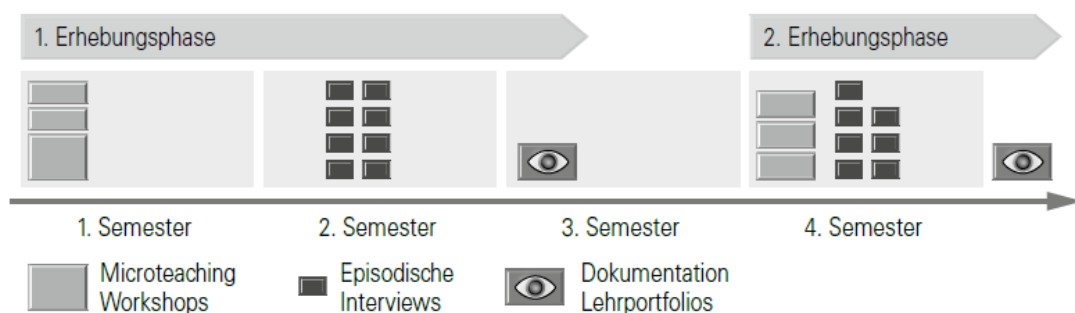 1. Erhebungsphase
2. Erhebungsphase
1. Semester
2. Semester
3. Semester
4. Semester
Microteaching
Workshops
Episodische
Interviews
Dokumentation
Lehrportfolios